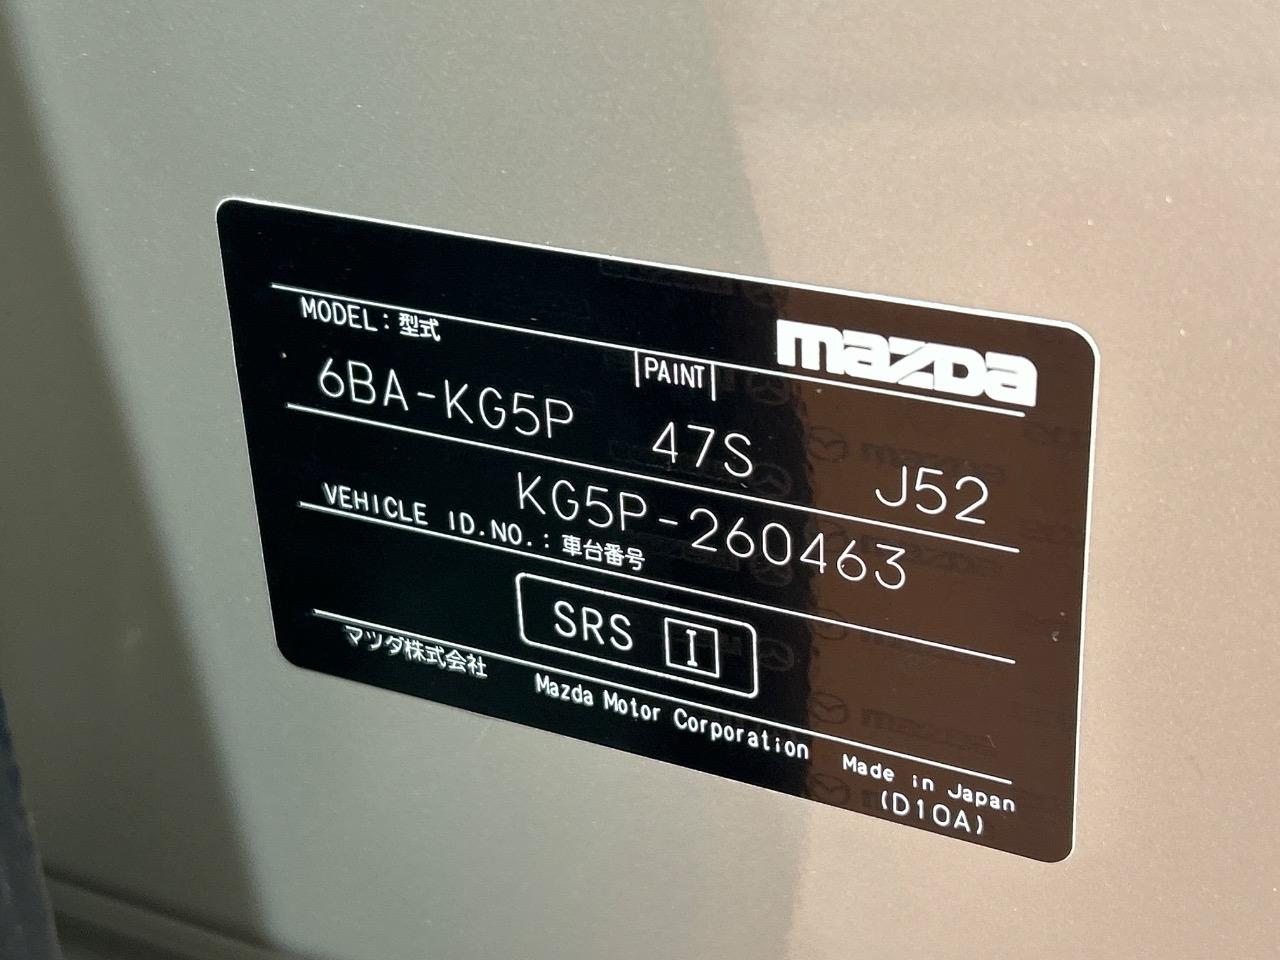 mazda
MODEL:型式
PAINT
6BA-KG5P 47S J52
KG5P-260463
VEHICLE ID.NO.:車台番号
SRS I
マツダ株式会社 Mazda Motor Corporation Made in Japan
(D10A)